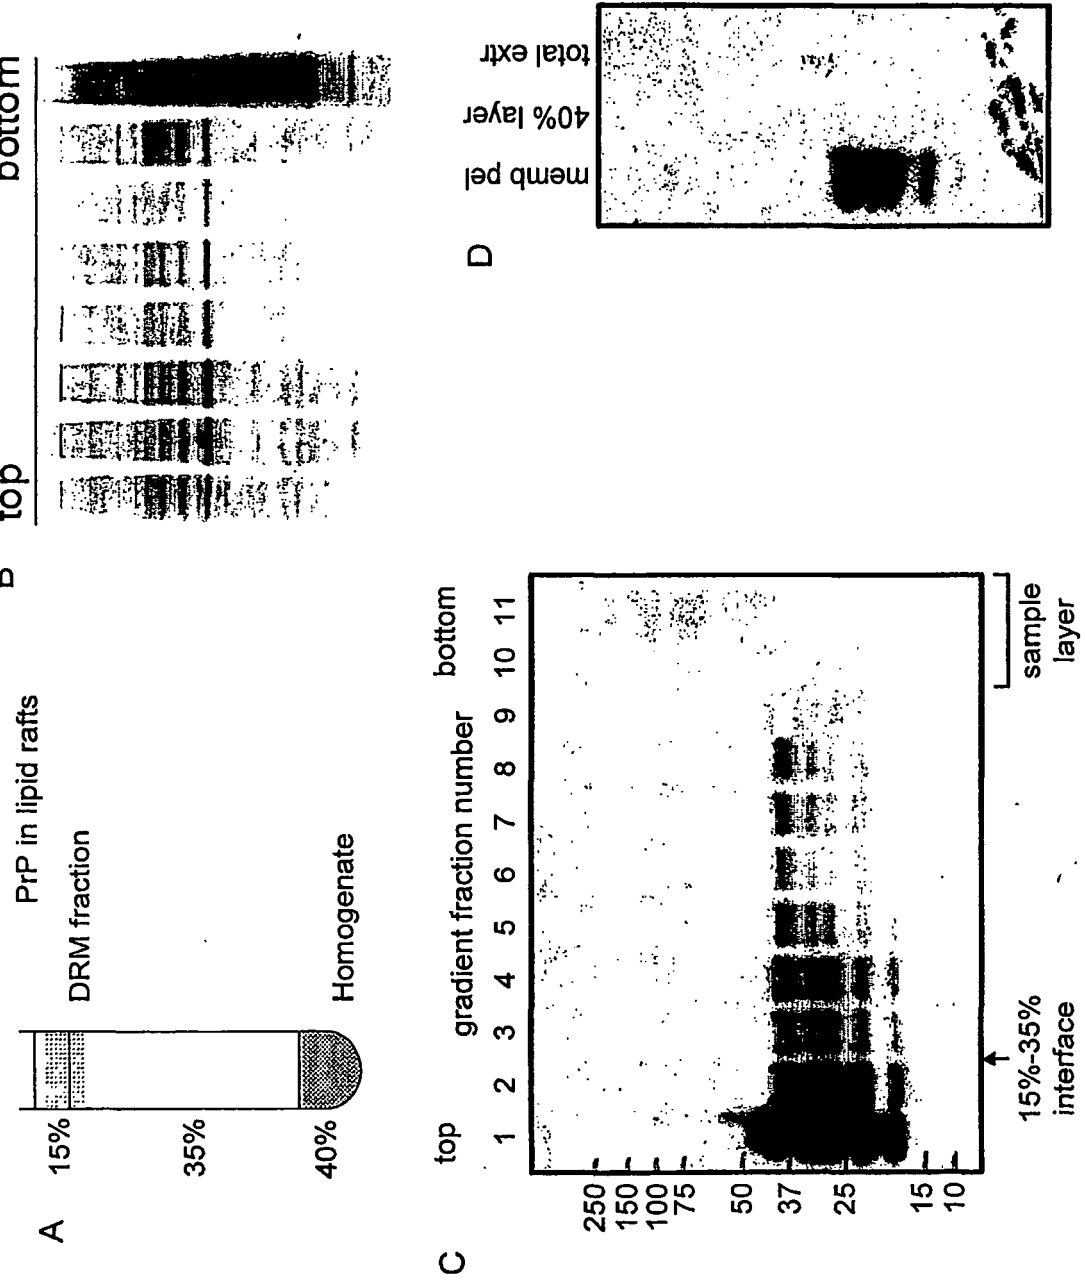 A
PrP in lipid rafts
DRM fraction
Homogenate
15%
35%
40%
top
bottom
C
gradient fraction number
top
bottom
1 2 3 4 5 6 7 8 9 10 11
250
150
100
75
50
37
25
15
10
15%-35%
interface
sample
layer
D
memb pel
40% layer
total extr